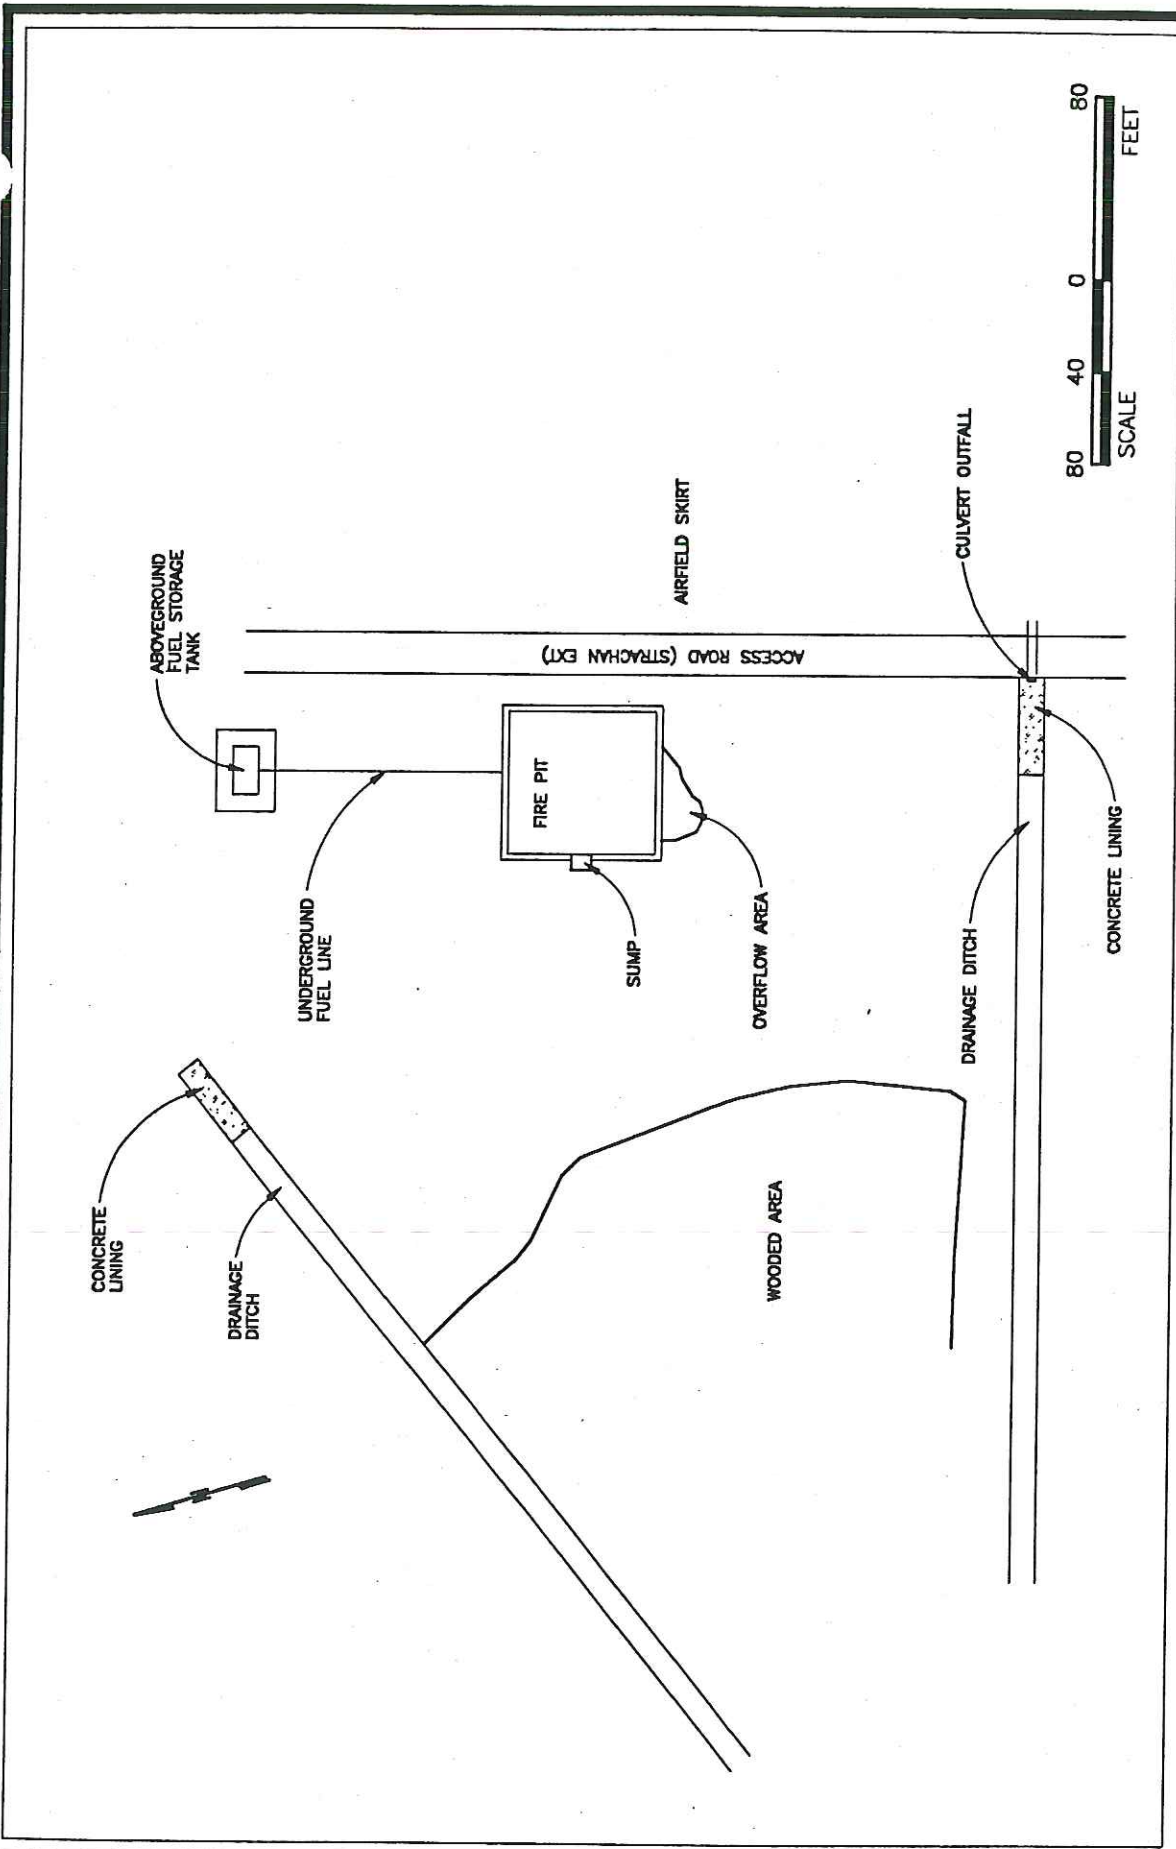 ABOVEGROUND
FUEL STORAGE
TANK
CONCRETE
LINING
DRAINAGE
DITCH
UNDERGROUND
FUEL LINE
FIRE PIT
ACCESS ROAD (STRACHAN EXT)
AIRFIELD SKIRT
SUMP
OVERFLOW AREA
WOODED AREA
DRAINAGE DITCH
CULVERT OUTFALL
CONCRETE LINING
N
80 40 0 80
SCALE FEET